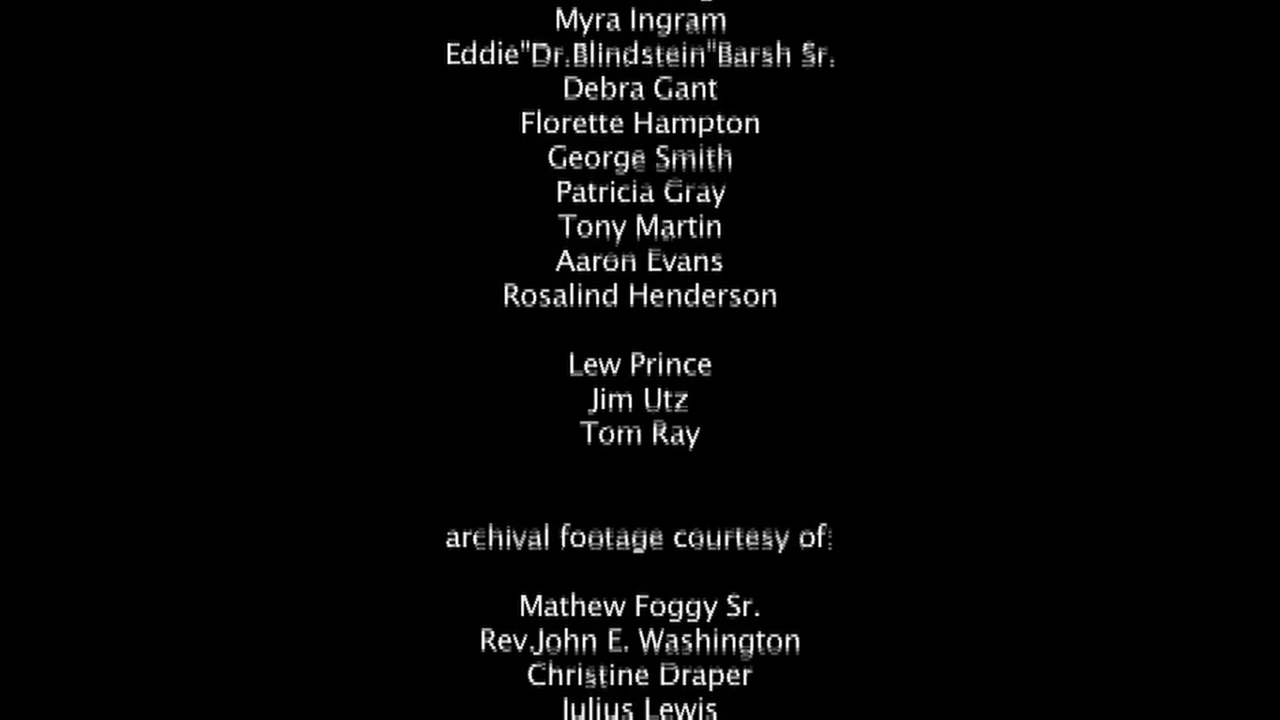 Myra Ingram
Eddie"Dr.Blindstein"Barsh Sr.
Debra Gant
Florette Hampton
George Smith
Patricia Gray
Tony Martin
Aaron Evans
Rosalind Henderson
Lew Prince
Jim Utz
Tom Ray
archival footage courtesy of:
Mathew Foggy Sr.
Rev.John E. Washington
Christine Draper
Julius Lewis